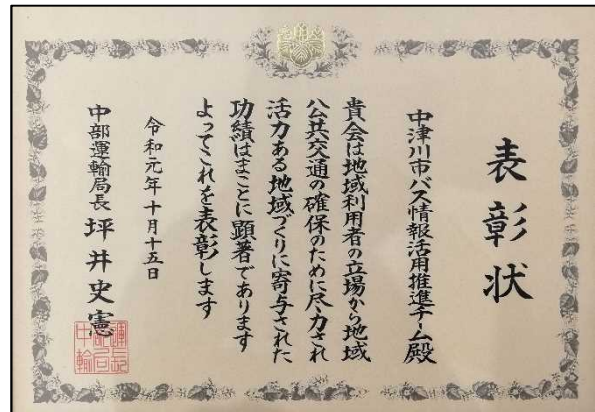 表彰状
中津川市バス情報活用推進チーム殿
貴会は地域利用者の立場から地域
公共交通の確保のために尽力され
活力ある地域づくりに寄与された
功績はまことに顕著であります
よってこれを表彰します
令和元年十月十五日
中部運輸局長 坪井史憲